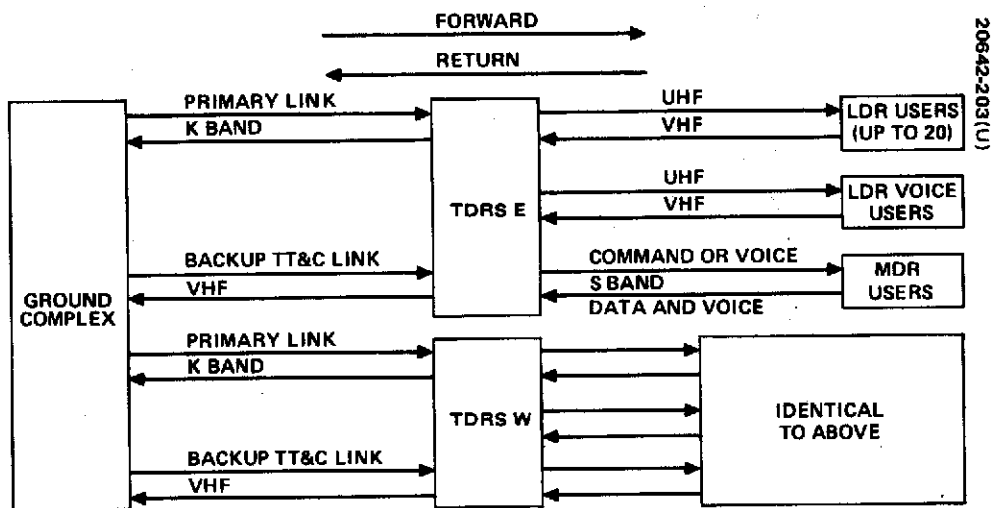 FORWARD
RETURN
20642-203(U)
PRIMARY LINK
K BAND
UHF
VHF
LDR USERS
(UP TO 20)
TDRS E
UHF
VHF
LDR VOICE
USERS
BACKUP TT&C LINK
VHF
COMMAND OR VOICE
S BAND
DATA AND VOICE
MDR
USERS
GROUND
COMPLEX
PRIMARY LINK
K BAND
TDRS W
IDENTICAL
TO ABOVE
BACKUP TT&C LINK
VHF